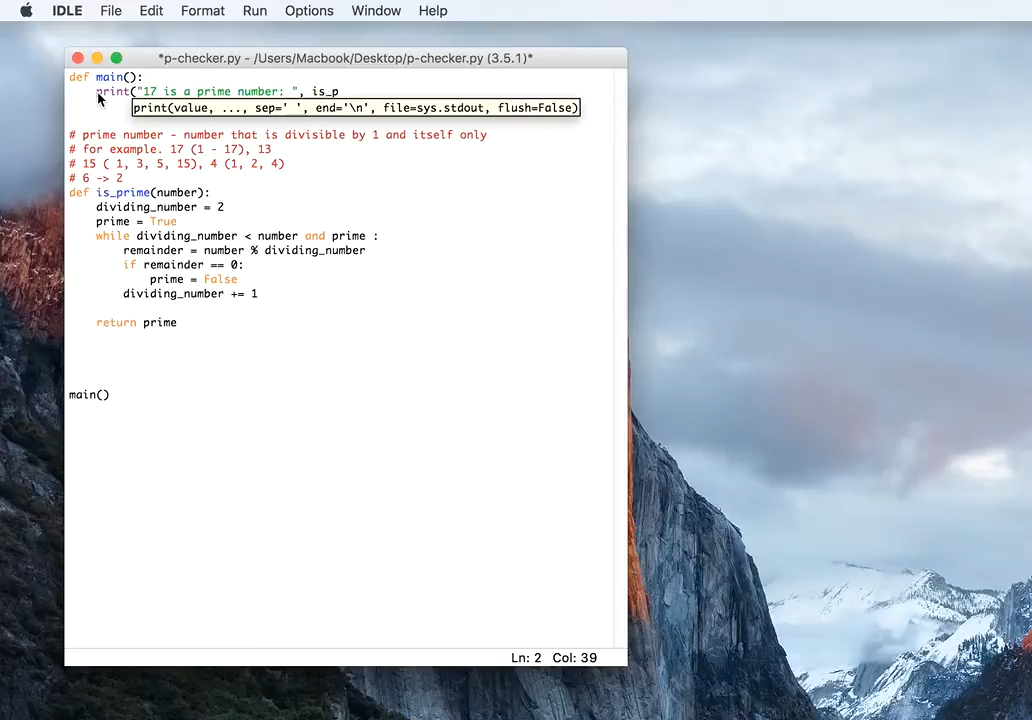 IDLE File Edit Format Run Options Window Help
*p-checker.py - /Users/Macbook/Desktop/p-checker.py (3.5.1)*
def main():
    print("17 is a prime number: ", is_p
print(value, ..., sep=' ', end='\n', file=sys.stdout, flush=False)
# prime number - number that is divisible by 1 and itself only
# for example. 17 (1 - 17), 13
# 15 ( 1, 3, 5, 15), 4 (1, 2, 4)
# 6 -> 2
def is_prime(number):
    dividing_number = 2
    prime = True
    while dividing_number < number and prime :
        remainder = number % dividing_number
        if remainder == 0:
            prime = False
        dividing_number += 1
    return prime
main()
Ln: 2 Col: 39